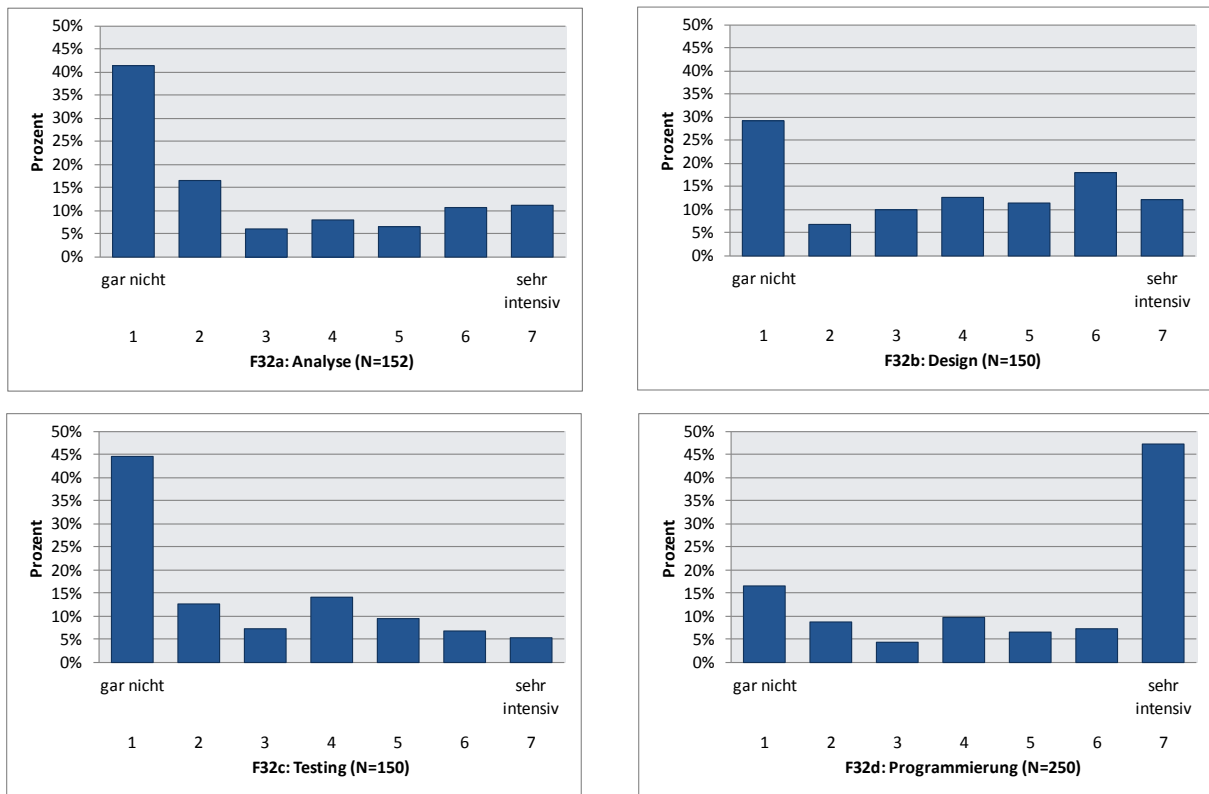 50%
45%
40%
35%
30%
25%
20%
15%
10%
5%
0%
Prozent
gar nicht
sehr
intensiv
1 2 3 4 5 6 7
F32a: Analyse (N=152)
50%
45%
40%
35%
30%
25%
20%
15%
10%
5%
0%
Prozent
gar nicht
sehr
intensiv
1 2 3 4 5 6 7
F32b: Design (N=150)
50%
45%
40%
35%
30%
25%
20%
15%
10%
5%
0%
Prozent
gar nicht
sehr
intensiv
1 2 3 4 5 6 7
F32c: Testing (N=150)
50%
45%
40%
35%
30%
25%
20%
15%
10%
5%
0%
Prozent
gar nicht
sehr
intensiv
1 2 3 4 5 6 7
F32d: Programmierung (N=250)